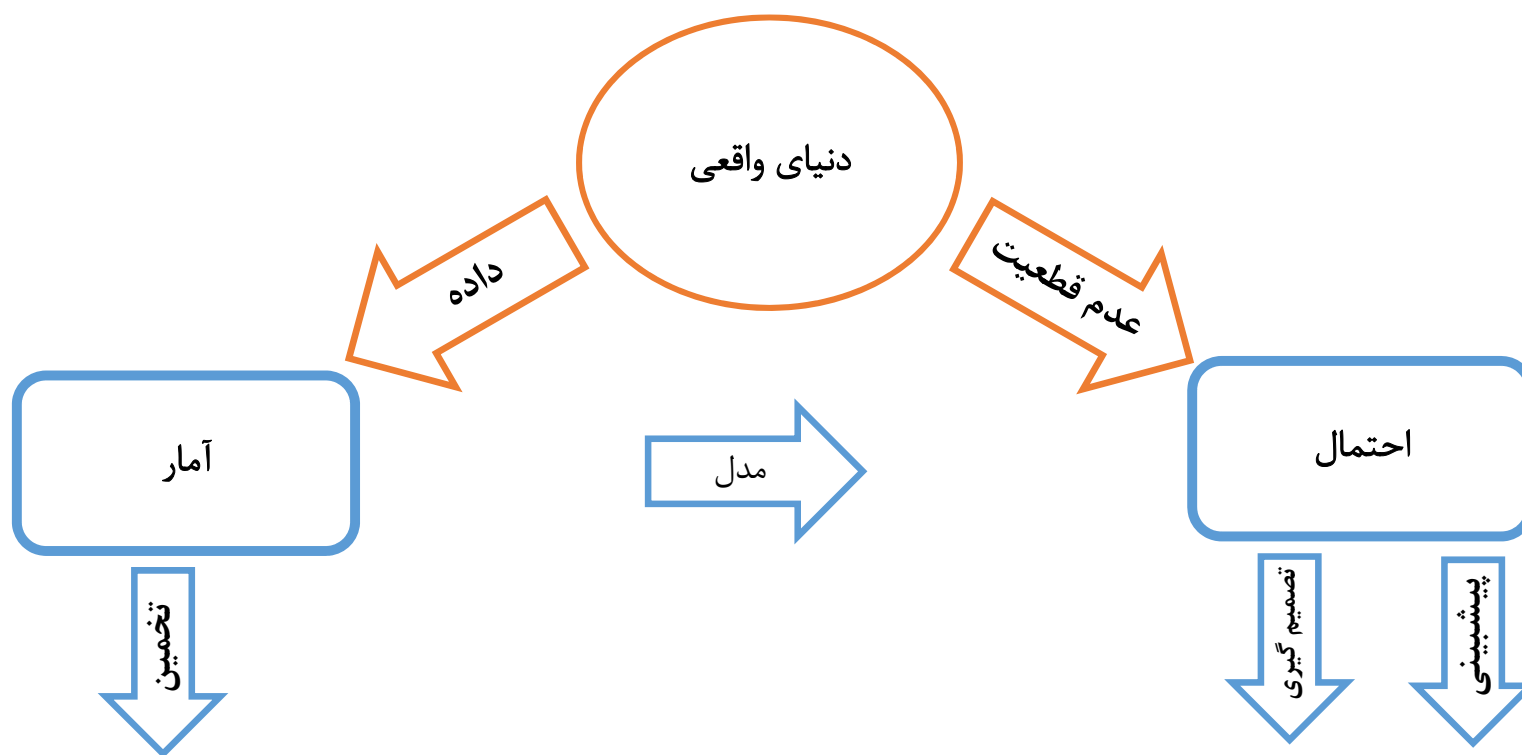 دنیای واقعی
عدم قطعیت
داده
احتمال
مدل
آمار
پیشبینی
تصمیم گیری
تخمین